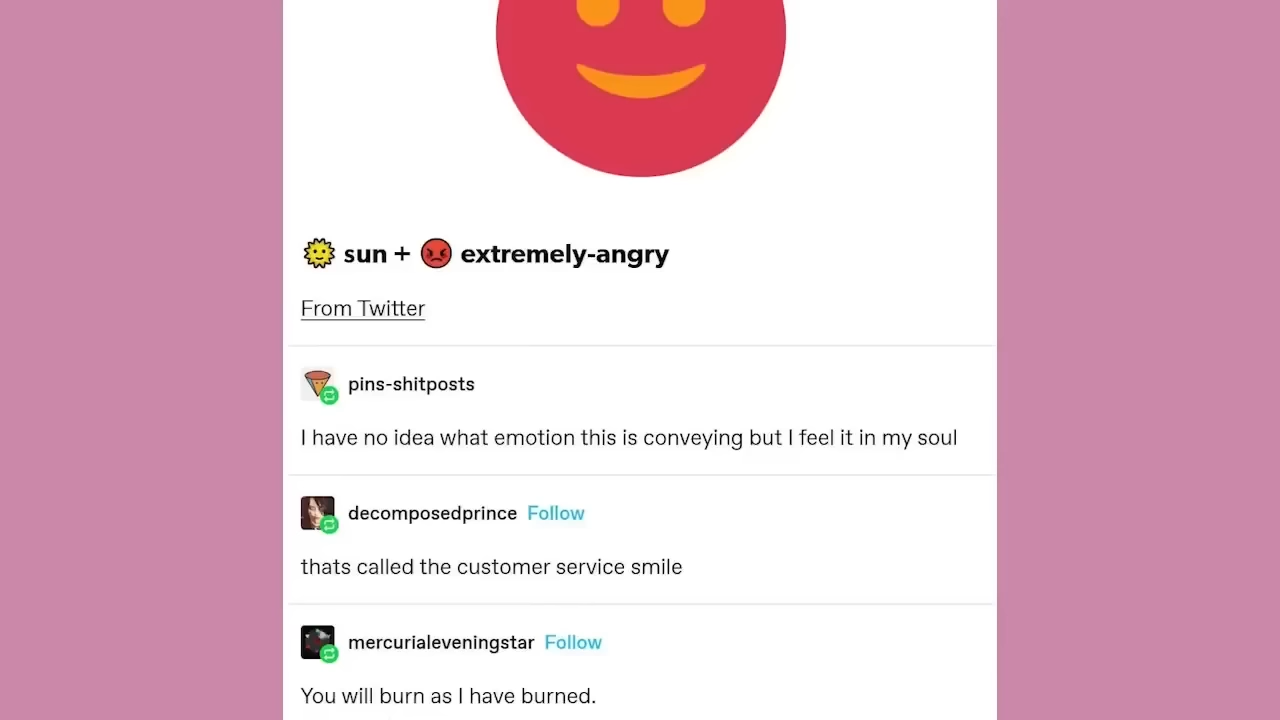 sun + extremely-angry
From Twitter
pins-shitposts
I have no idea what emotion this is conveying but I feel it in my soul
decomposedprince Follow
thats called the customer service smile
mercurialeveningstar Follow
You will burn as I have burned.